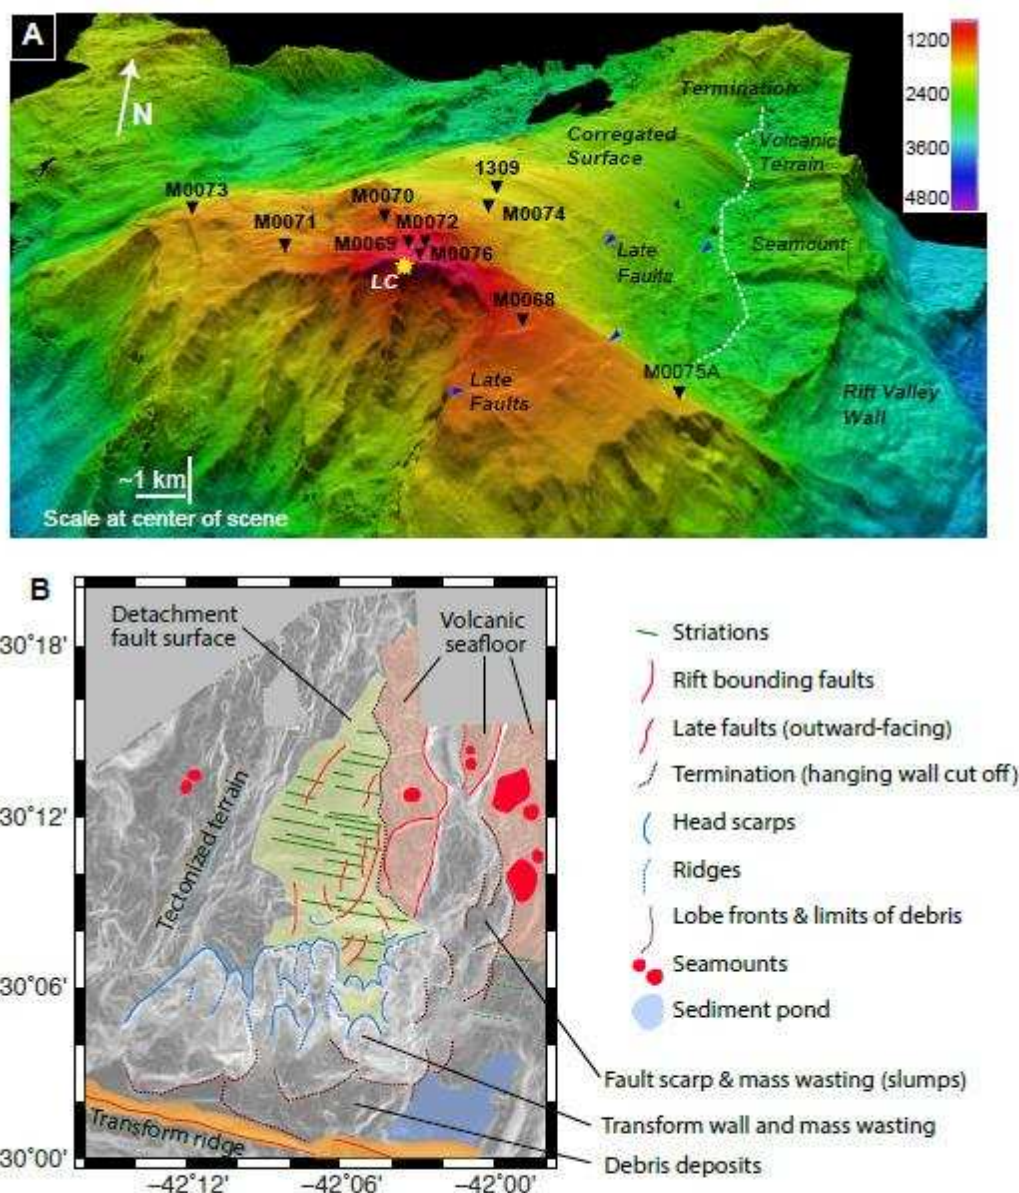 A
N
1200
2400
3600
4800
Termination
Corregated
Surface
Volcanic
Terrain
1309
M0073
M0070
M0074
M0071
M0072
M0069
M0076
LC
Late
Faults
Seamount
M0068
M0075A
Late
Faults
Rift Valley
Wall
~1 km
Scale at center of scene
B
Detachment
fault surface
Volcanic
seafloor
30°18'
30°12'
30°06'
30°00'
Tectonized terrain
Transform ridge
−42°12'
−42°06'
−42°00'
Striations
Rift bounding faults
Late faults (outward-facing)
Termination (hanging wall cut off)
Head scarps
Ridges
Lobe fronts & limits of debris
Seamounts
Sediment pond
Fault scarp & mass wasting (slumps)
Transform wall and mass wasting
Debris deposits